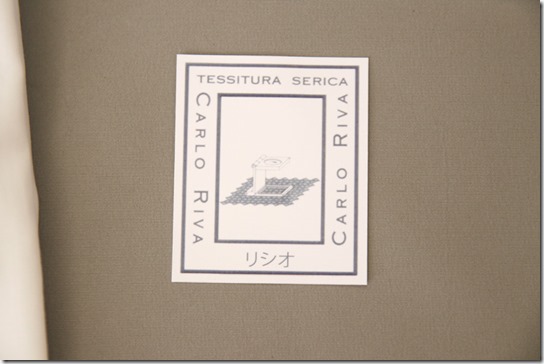 TESSITURA SERICA
CARLO RIVA
CARLO RIVA
リシオ